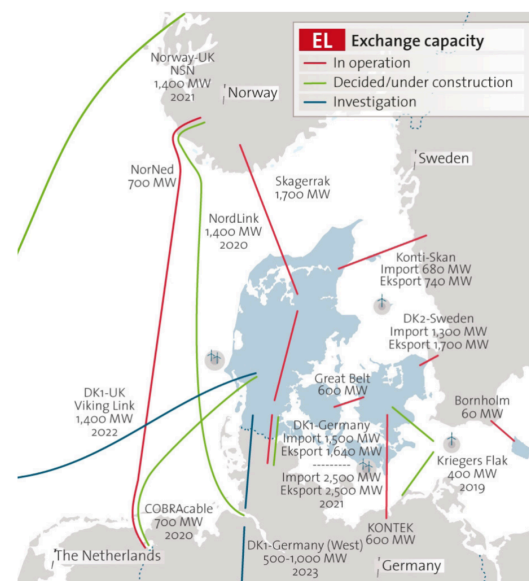 EL Exchange capacity
In operation
Decided/under construction
Investigation
Norway-UK
NSN
1,400 MW
2021
Norway
Sweden
NorNed
700 MW
Skagerrak
1,700 MW
NordLink
1,400 MW
2020
Konti-Skan
Import 680 MW
Eksport 740 MW
DK2-Sweden
Import 1,300 MW
Eksport 1,700 MW
Great Belt
600 MW
DK1-UK
Viking Link
1,400 MW
2022
Bornholm
60 MW
DK1-Germany
Import 1,500 MW
Eksport 1,640 MW
Import 2,500 MW
Eksport 2,500 MW
2021
Kriegers Flak
400 MW
2019
COBRAcable
700 MW
2020
KONTEK
600 MW
The Netherlands
DK1-Germany (West)
500-1,000 MW
2023
Germany